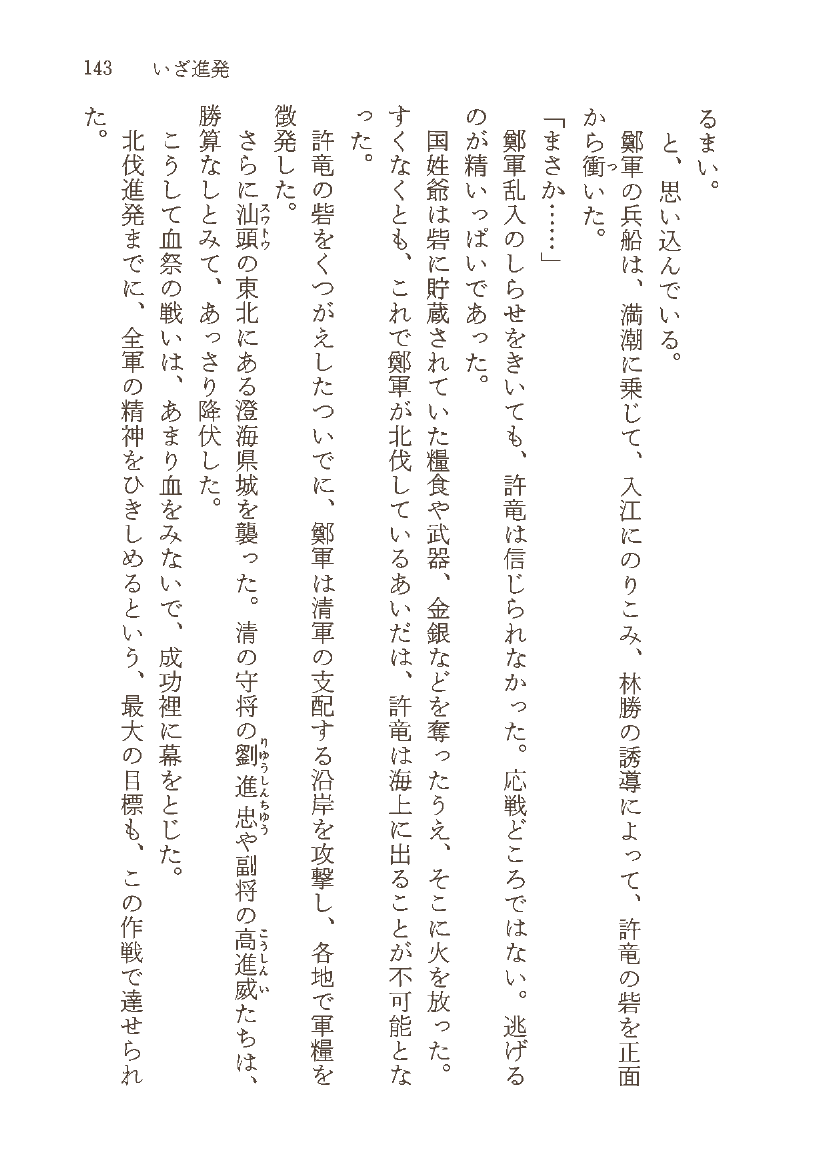 143 いざ進発
るまい。
と、思い込んでいる。
鄭軍の兵船は、満潮に乗じて、入江にのりこみ、林勝の誘導によって、許竜の砦を正面
から衝いた。
「まさか……」
鄭軍乱入のしらせをきいても、許竜は信じられなかった。応戦どころではない。逃げる
のが精いっぱいであった。
国姓爺は砦に貯蔵されていた糧食や武器、金銀などを奪ったうえ、そこに火を放った。
すくなくとも、これで鄭軍が北伐しているあいだは、許竜は海上に出ることが不可能とな
った。
許竜の砦をくつがえしたついでに、鄭軍は清軍の支配する沿岸を攻撃し、各地で軍糧を
徴発した。
さらに汕頭の東北にある澄海県城を襲った。清の守将の劉進忠や副将の高進威たちは、
勝算なしとみて、あっさり降伏した。
こうして血祭の戦いは、あまり血をみないで、成功裡に幕をとじた。
北伐進発までに、全軍の精神をひきしめるという、最大の目標も、この作戦で達せられ
た。